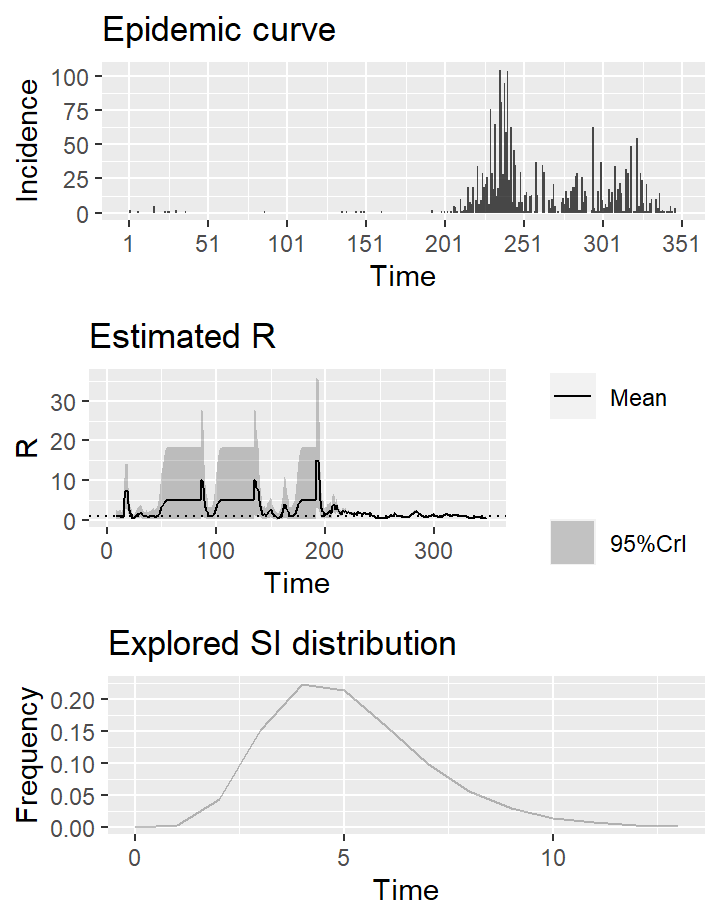 Epidemic curve
Incidence
100
75
50
25
0
1 51 101 151 201 251 301 351
Time
Estimated R
R
30
20
10
0
0 100 200 300
Time
Mean
95%CrI
Explored SI distribution
Frequency
0.20
0.15
0.10
0.05
0.00
0 5 10
Time